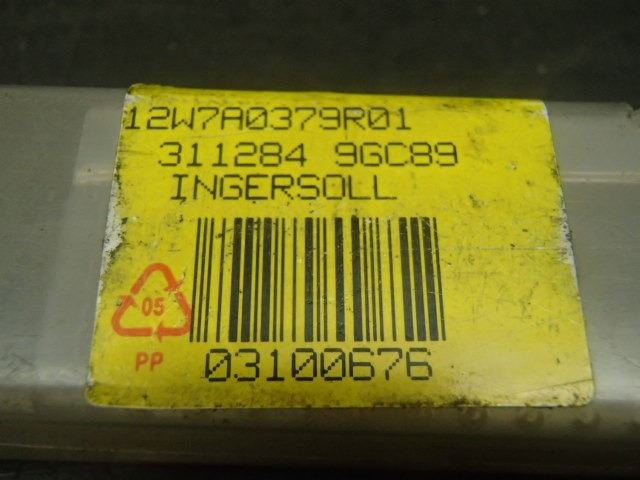 12W7A0379R01
311284 9GC89
INGERSOLL
05
PP
03100676